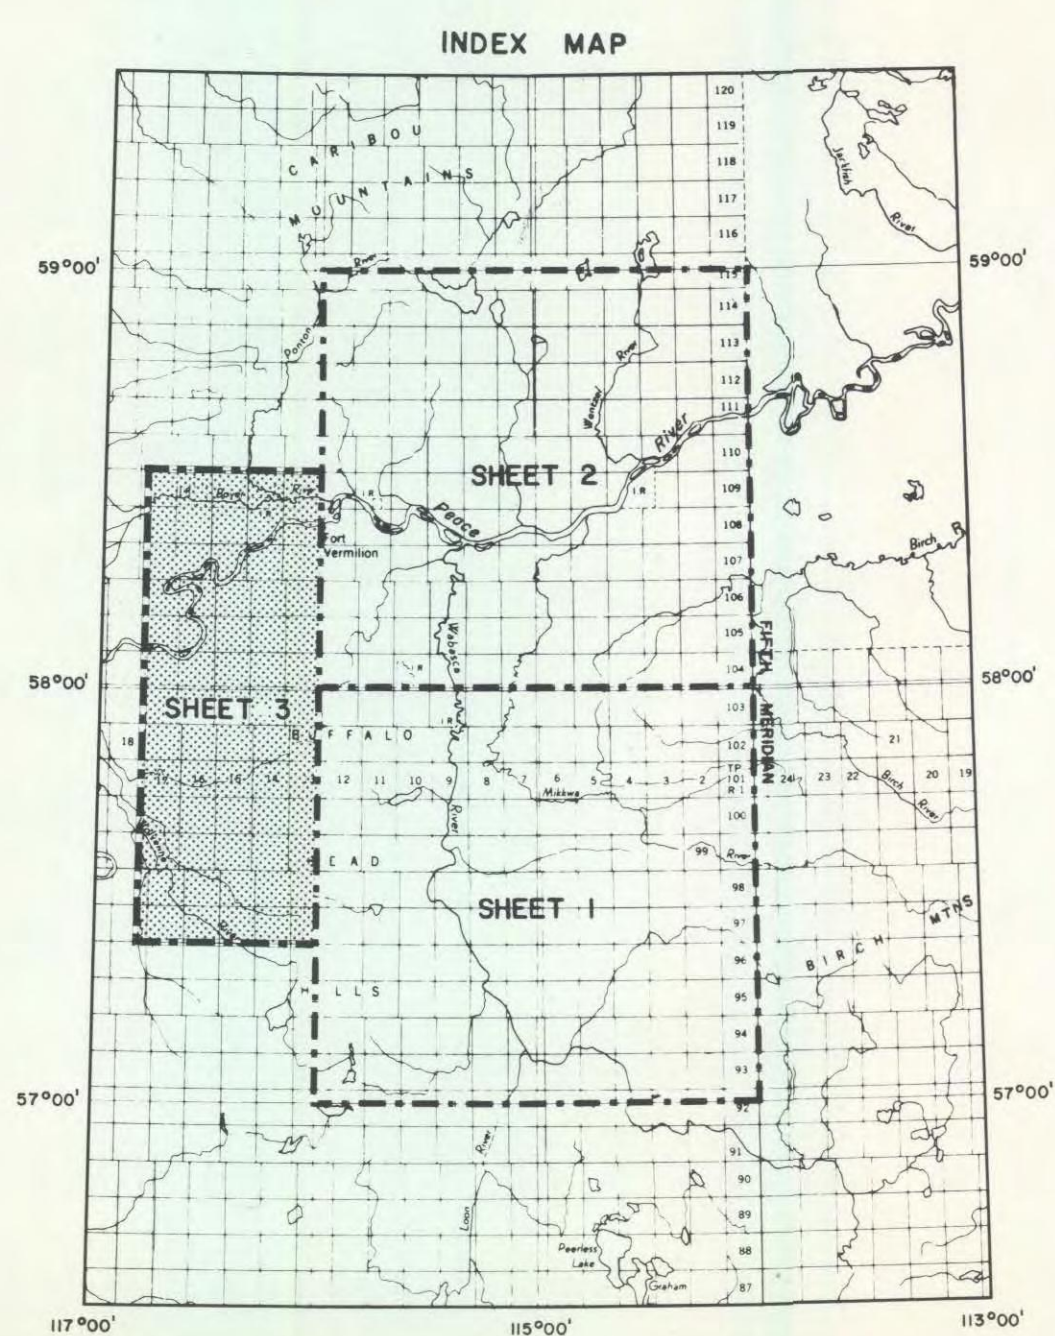 INDEX MAP
120
119
118
117
116
115
114
113
112
111
110
109
108
107
106
105
104
103
102
TP
101
R 1
100
99
98
97
96
95
94
93
92
91
90
89
88
87
CARIBOU
MOUNTAINS
River
59°00'
59°00'
River
Ponton
River
Wentzel
River
SHEET 2
Boyer
I R
I R
Peace
Fort
Vermilion
Birch R
Wabasca
I R
FIFTH MERIDIAN
58°00'
58°00'
SHEET 3
I R
BUFFALO
18
17 16 15 14 12 11 10 9 8 7 6 5 4 3 2 24 23 22 21 20 19
Mikkwa
Birch River
River
River
HEAD
SHEET 1
BIRCH MTNS
HILLS
57°00'
57°00'
River
Loon
Peerless
Lake
Graham
117°00'
115°00'
113°00'